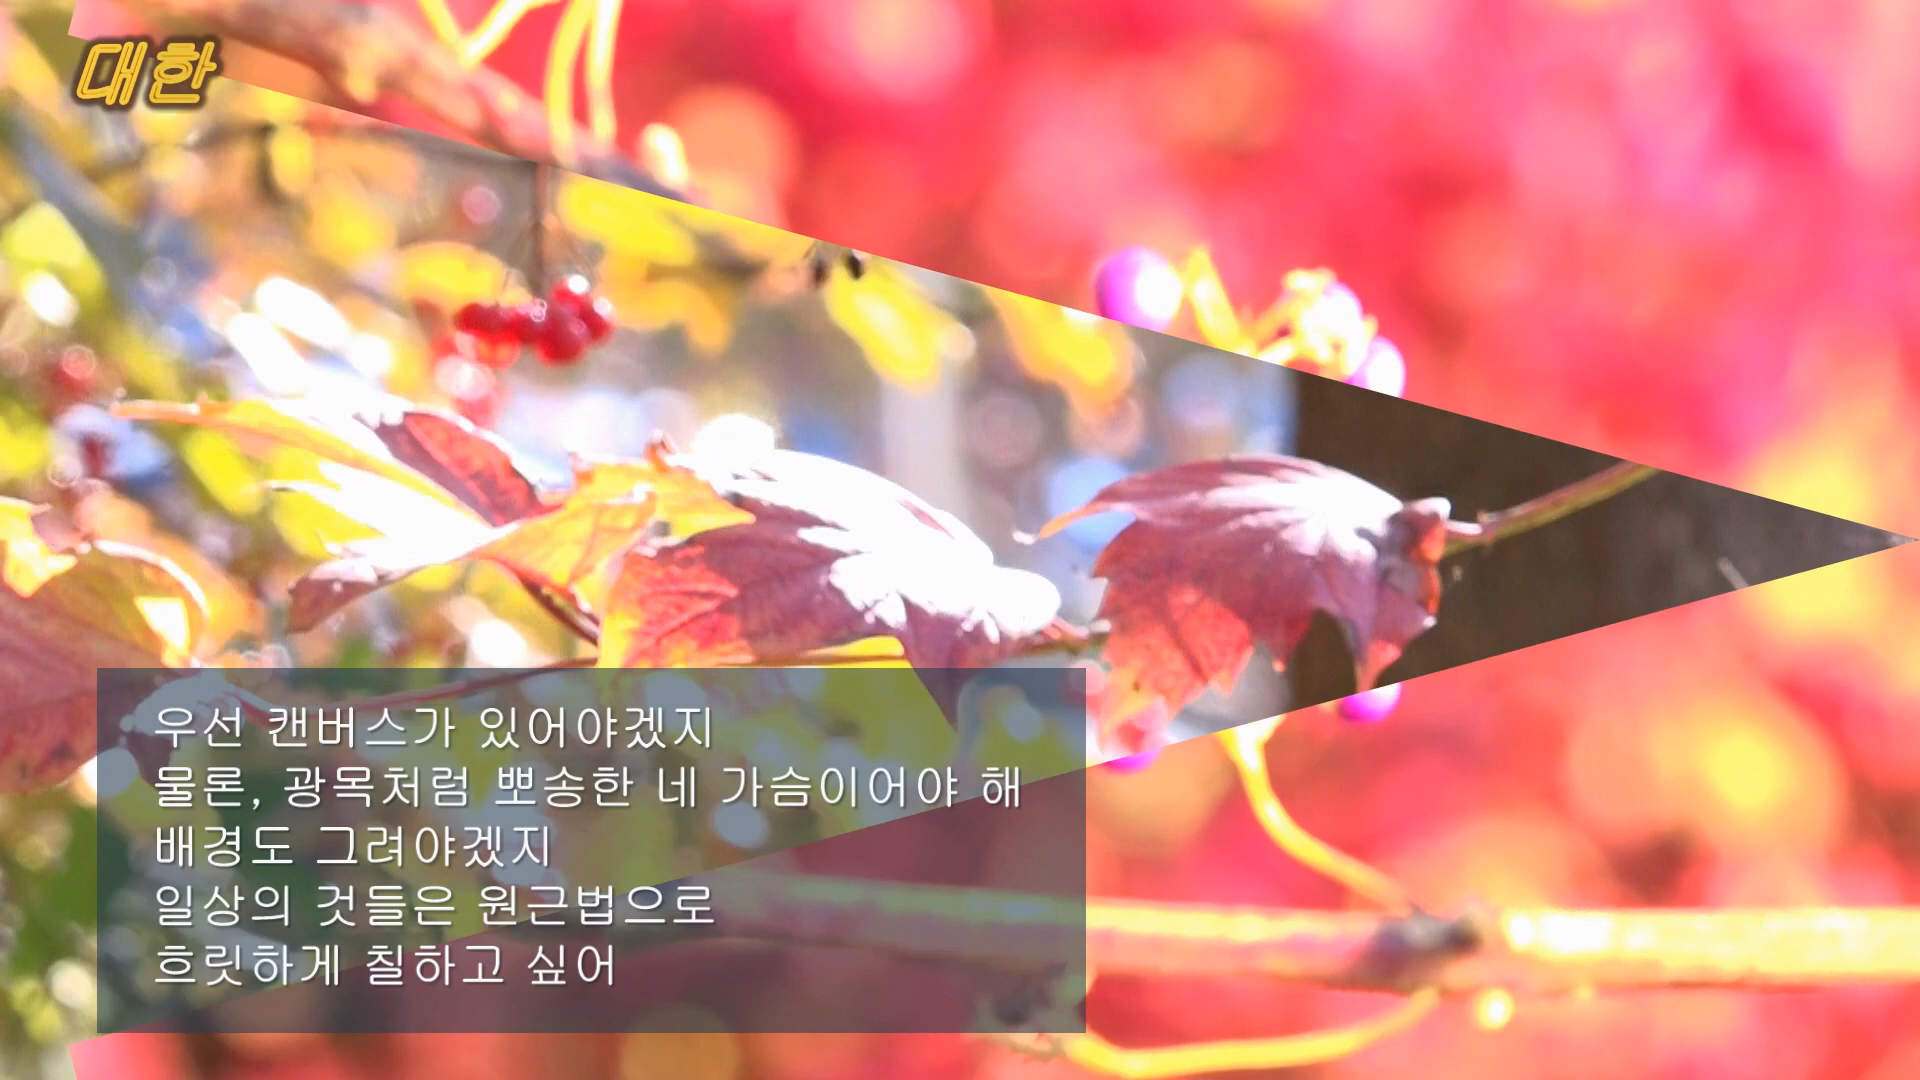 대한
우선 캔버스가 있어야겠지
물론, 광목처럼 뽀송한 네 가슴이어야 해
배경도 그려야겠지
일상의 것들은 원근법으로
흐릿하게 칠하고 싶어